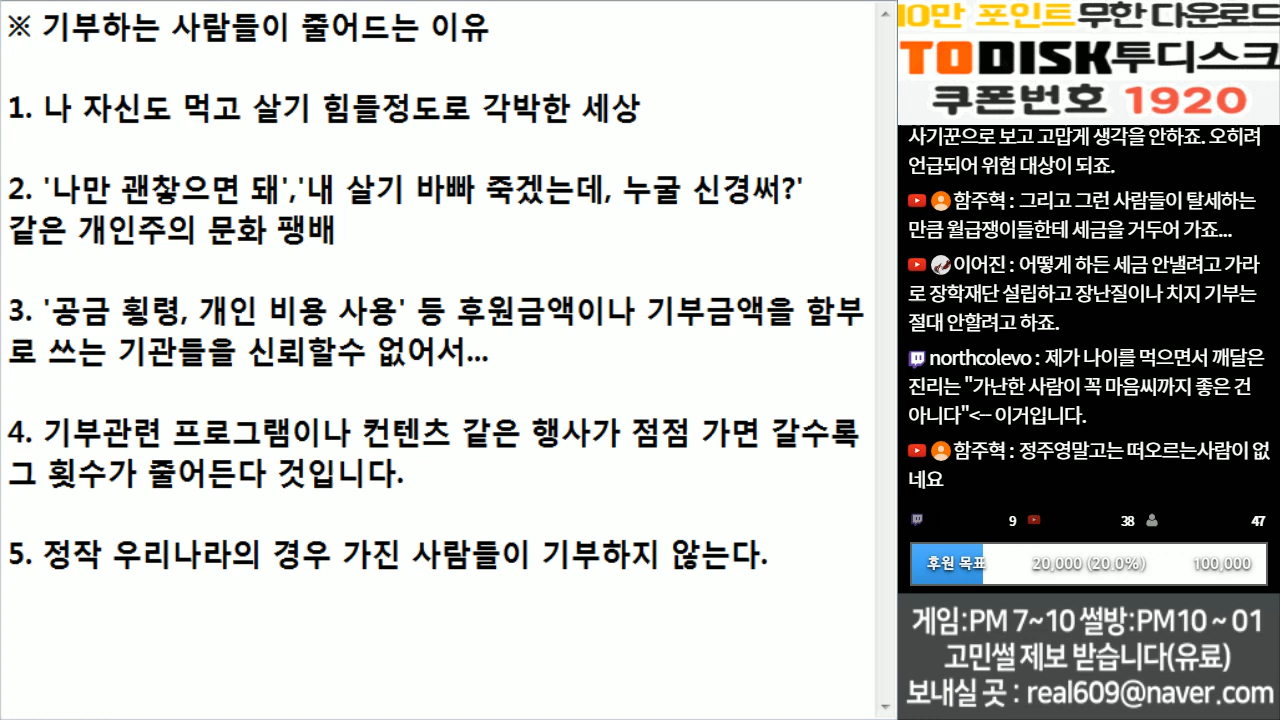 ※ 기부하는 사람들이 줄어드는 이유
1. 나 자신도 먹고 살기 힘들정도로 각박한 세상
2. '나만 괜찮으면 돼','내 살기 바빠 죽겠는데, 누굴 신경써?'
같은 개인주의 문화 팽배
3. '공금 횡령, 개인 비용 사용' 등 후원금액이나 기부금액을 함부
로 쓰는 기관들을 신뢰할수 없어서...
4. 기부관련 프로그램이나 컨텐츠 같은 행사가 점점 가면 갈수록
그 횟수가 줄어든다 것입니다.
5. 정작 우리나라의 경우 가진 사람들이 기부하지 않는다.
10만 포인트무한 다운로드
TODISK투디스크
쿠폰번호 1920
사기꾼으로 보고 고맙게 생각을 안하죠. 오히려
언급되어 위험 대상이 되죠.
함주혁 : 그리고 그런 사람들이 탈세하는
만큼 월급쟁이들한테 세금을 거두어 가죠...
이어진 : 어떻게 하든 세금 안낼려고 가라
로 장학재단 설립하고 장난질이나 치지 기부는
절대 안할려고 하죠.
northcolevo : 제가 나이를 먹으면서 깨달은
진리는 "가난한 사람이 꼭 마음씨까지 좋은 건
아니다"<-- 이거입니다.
함주혁 : 정주영말고는 떠오르는사람이 없
네요
9 38 47
후원 목표 20,000 (20.0%) 100,000
게임:PM 7~10 썰방:PM10 ~ 01
고민썰 제보 받습니다(유료)
보내실 곳 : real609@naver.com